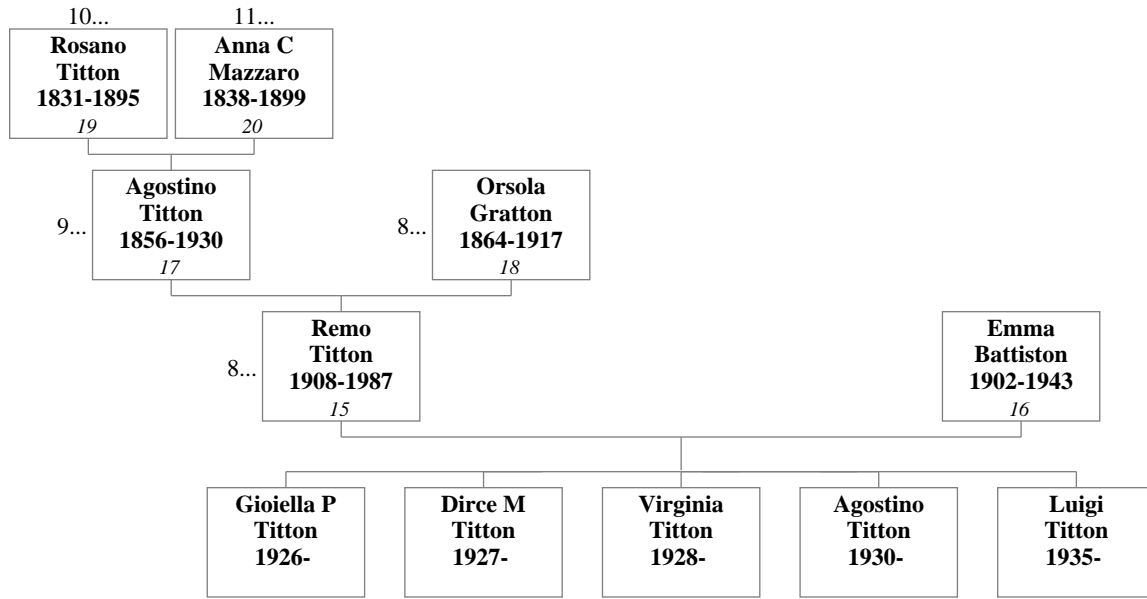 10...
11...
Rosano
Titton
1831-1895
19
Anna C
Mazzaro
1838-1899
20
9...
Agostino
Titton
1856-1930
17
8...
Orsola
Gratton
1864-1917
18
8...
Remo
Titton
1908-1987
15
Emma
Battiston
1902-1943
16
Gioiella P
Titton
1926-
Dirce M
Titton
1927-
Virginia
Titton
1928-
Agostino
Titton
1930-
Luigi
Titton
1935-